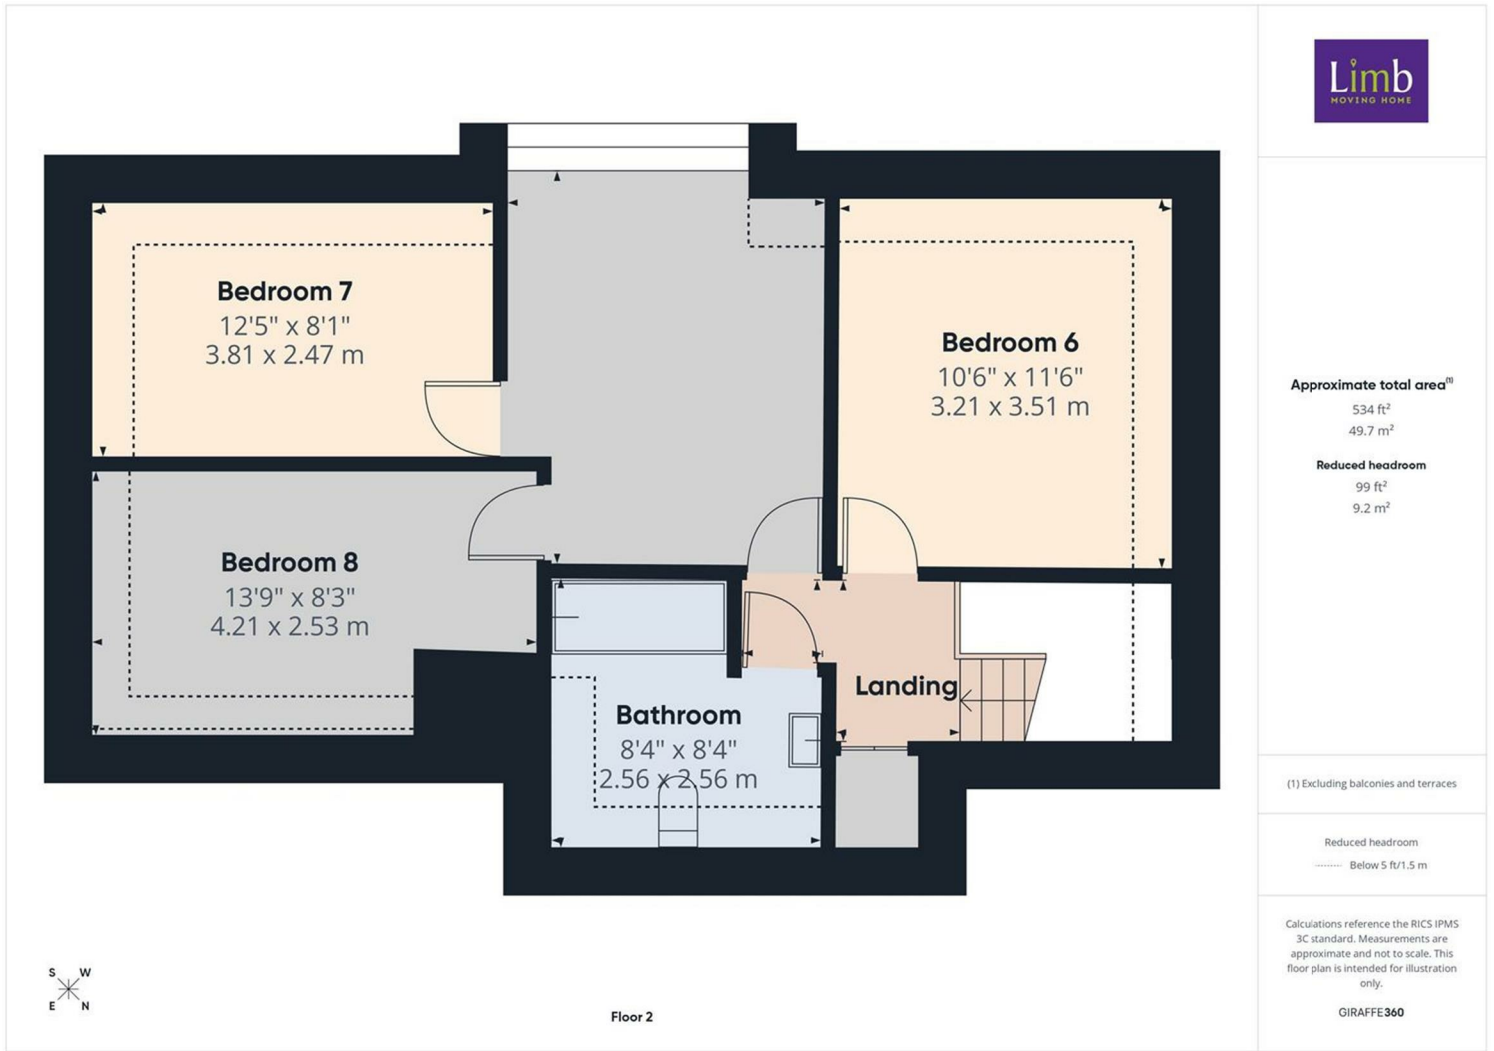 Limb
MOVING HOME
Bedroom 7
12'5" x 8'1"
3.81 x 2.47 m
Bedroom 6
10'6" x 11'6"
3.21 x 3.51 m
Bedroom 8
13'9" x 8'3"
4.21 x 2.53 m
Landing
Bathroom
8'4" x 8'4"
2.56 x 2.56 m
Approximate total area(1)
534 ft²
49.7 m²
Reduced headroom
99 ft²
9.2 m²
(1) Excluding balconies and terraces
Reduced headroom
Below 5 ft/1.5 m
Calculations reference the RICS IPMS
3C standard. Measurements are
approximate and not to scale. This
floor plan is intended for illustration
only.
GIRAFFE360
S W
E N
Floor 2